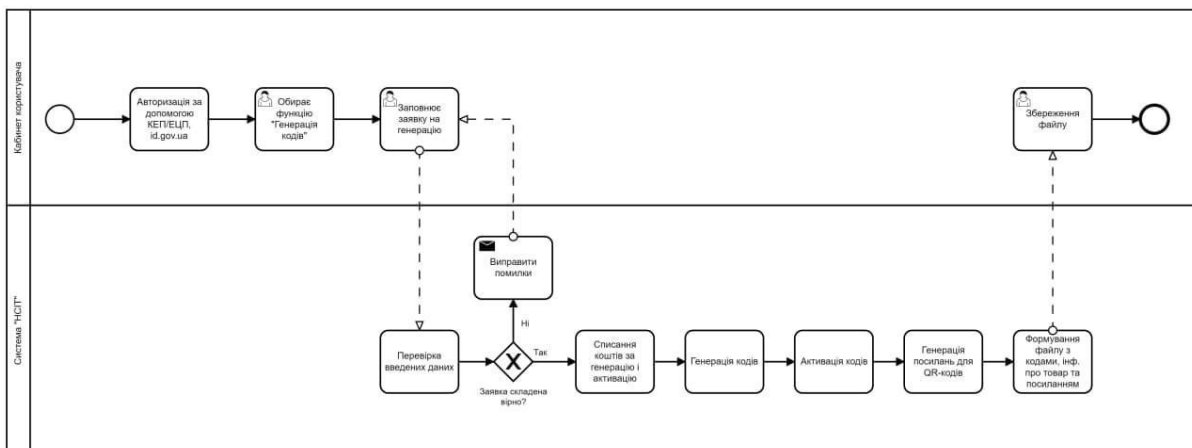 Кабинет користувача
Авторизація за
допомогою
КЕП/ЕЦП,
id.gov.ua
Обирає
функцію
"Генерація
кодів"
Заповнює
заявку на
генерацію
Збереження
файлу
Система "НСІТ"
Виправити
помилки
Ні
Так
Перевірка
введених даних
Заявка складена
вірно?
Списання
коштів за
генерацію і
активацію
Генерація кодів
Активація кодів
Генерація
посилань для
QR-кодів
Формування
файлу з
кодами, інф.
про товар та
посиланням